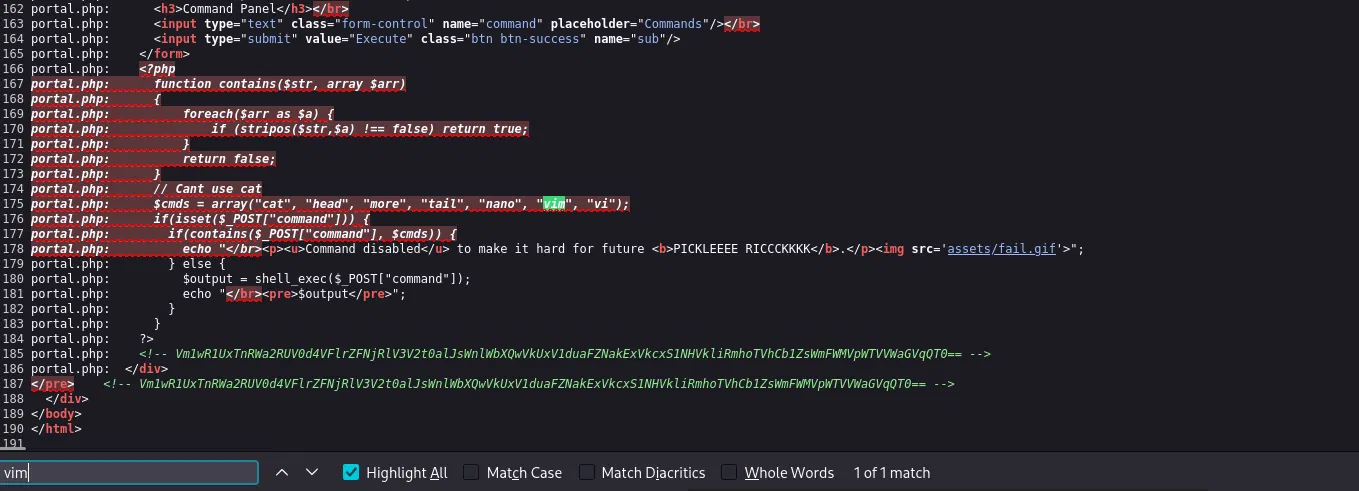 162 portal.php:      <h3>Command Panel</h3></br>
163 portal.php:      <input type="text" class="form-control" name="command" placeholder="Commands"/></br>
164 portal.php:      <input type="submit" value="Execute" class="btn btn-success" name="sub"/>
165 portal.php:    </form>
166 portal.php:    <?php
167 portal.php:      function contains($str, array $arr)
168 portal.php:      {
169 portal.php:          foreach($arr as $a) {
170 portal.php:              if (stripos($str,$a) !== false) return true;
171 portal.php:          }
172 portal.php:          return false;
173 portal.php:      }
174 portal.php:      // Cant use cat
175 portal.php:      $cmds = array("cat", "head", "more", "tail", "nano", "vim", "vi");
176 portal.php:      if(isset($_POST["command"])) {
177 portal.php:        if(contains($_POST["command"], $cmds)) {
178 portal.php:          echo "</br><p><u>Command disabled</u> to make it hard for future <b>PICKLEEEE RICCCKKKK</b>.</p><img src='assets/fail.gif'>";
179 portal.php:        } else {
180 portal.php:          $output = shell_exec($_POST["command"]);
181 portal.php:          echo "</br><pre>$output</pre>";
182 portal.php:        }
183 portal.php:      }
184 portal.php:    ?>
185 portal.php:    <!-- Vm1wR1UxTnRWa2RUV0d4VFlrZFNjRlV3V2t0alJsWnlWbXQwVkUxV1duaFZNakExVkcxS1NHVkliRmhoTVhCb1ZsWmFWMVpWTVVWaGVqQT0== -->
186 portal.php:  </div>
187 </pre>    <!-- Vm1wR1UxTnRWa2RUV0d4VFlrZFNjRlV3V2t0alJsWnlWbXQwVkUxV1duaFZNakExVkcxS1NHVkliRmhoTVhCb1ZsWmFWMVpWTVVWaGVqQT0== -->
188   </div>
189 </body>
190 </html>
191
vim Highlight All Match Case Match Diacritics Whole Words 1 of 1 match